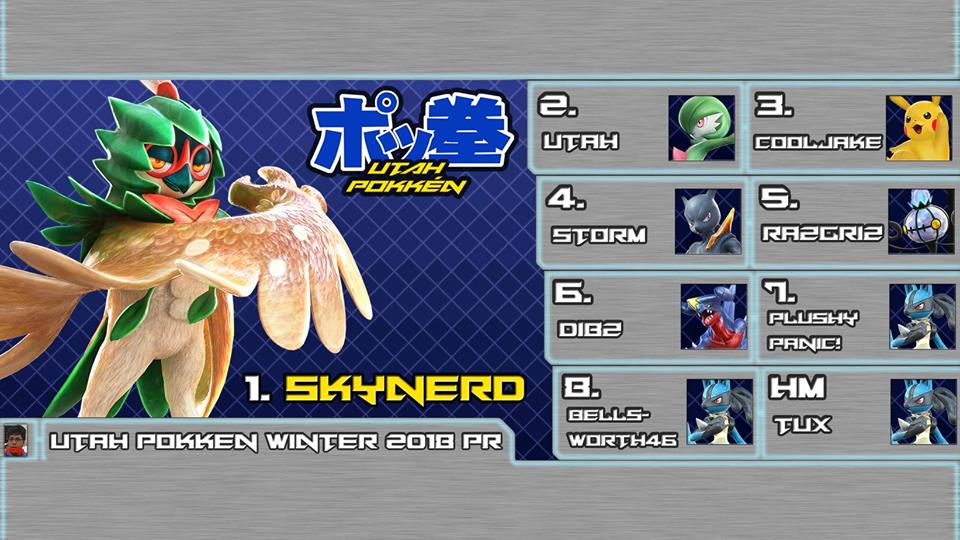 ポッ拳
UTAH
POKKÉN
1. SKYNERD
UTAH POKKEN WINTER 2018 PR
2.
UTAH
3.
COOLJAKE
4.
STORM
5.
RAZGRIZ
6.
DIBZ
7.
PLUSHY
PANIC!
8.
BELLS-
WORTH46
HM
TUX